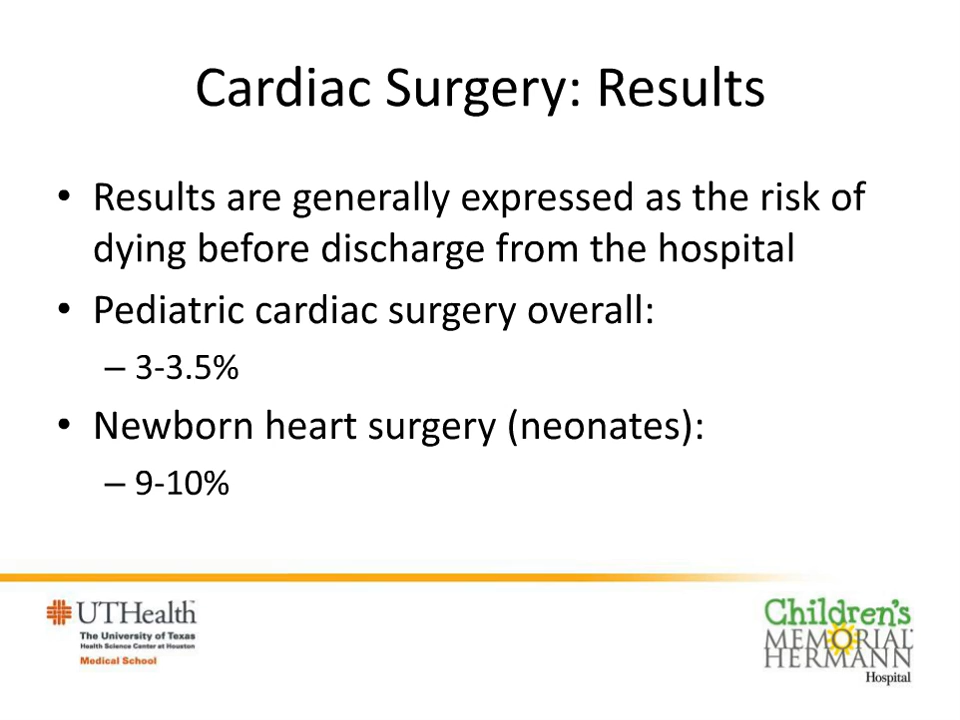 Cardiac Surgery: Results
• Results are generally expressed as the risk of
dying before discharge from the hospital
• Pediatric cardiac surgery overall:
– 3-3.5%
• Newborn heart surgery (neonates):
– 9-10%
UTHealth™
The University of Texas
Health Science Center at Houston
Medical School
Children's
MEMORIAL
HERMANN
Hospital